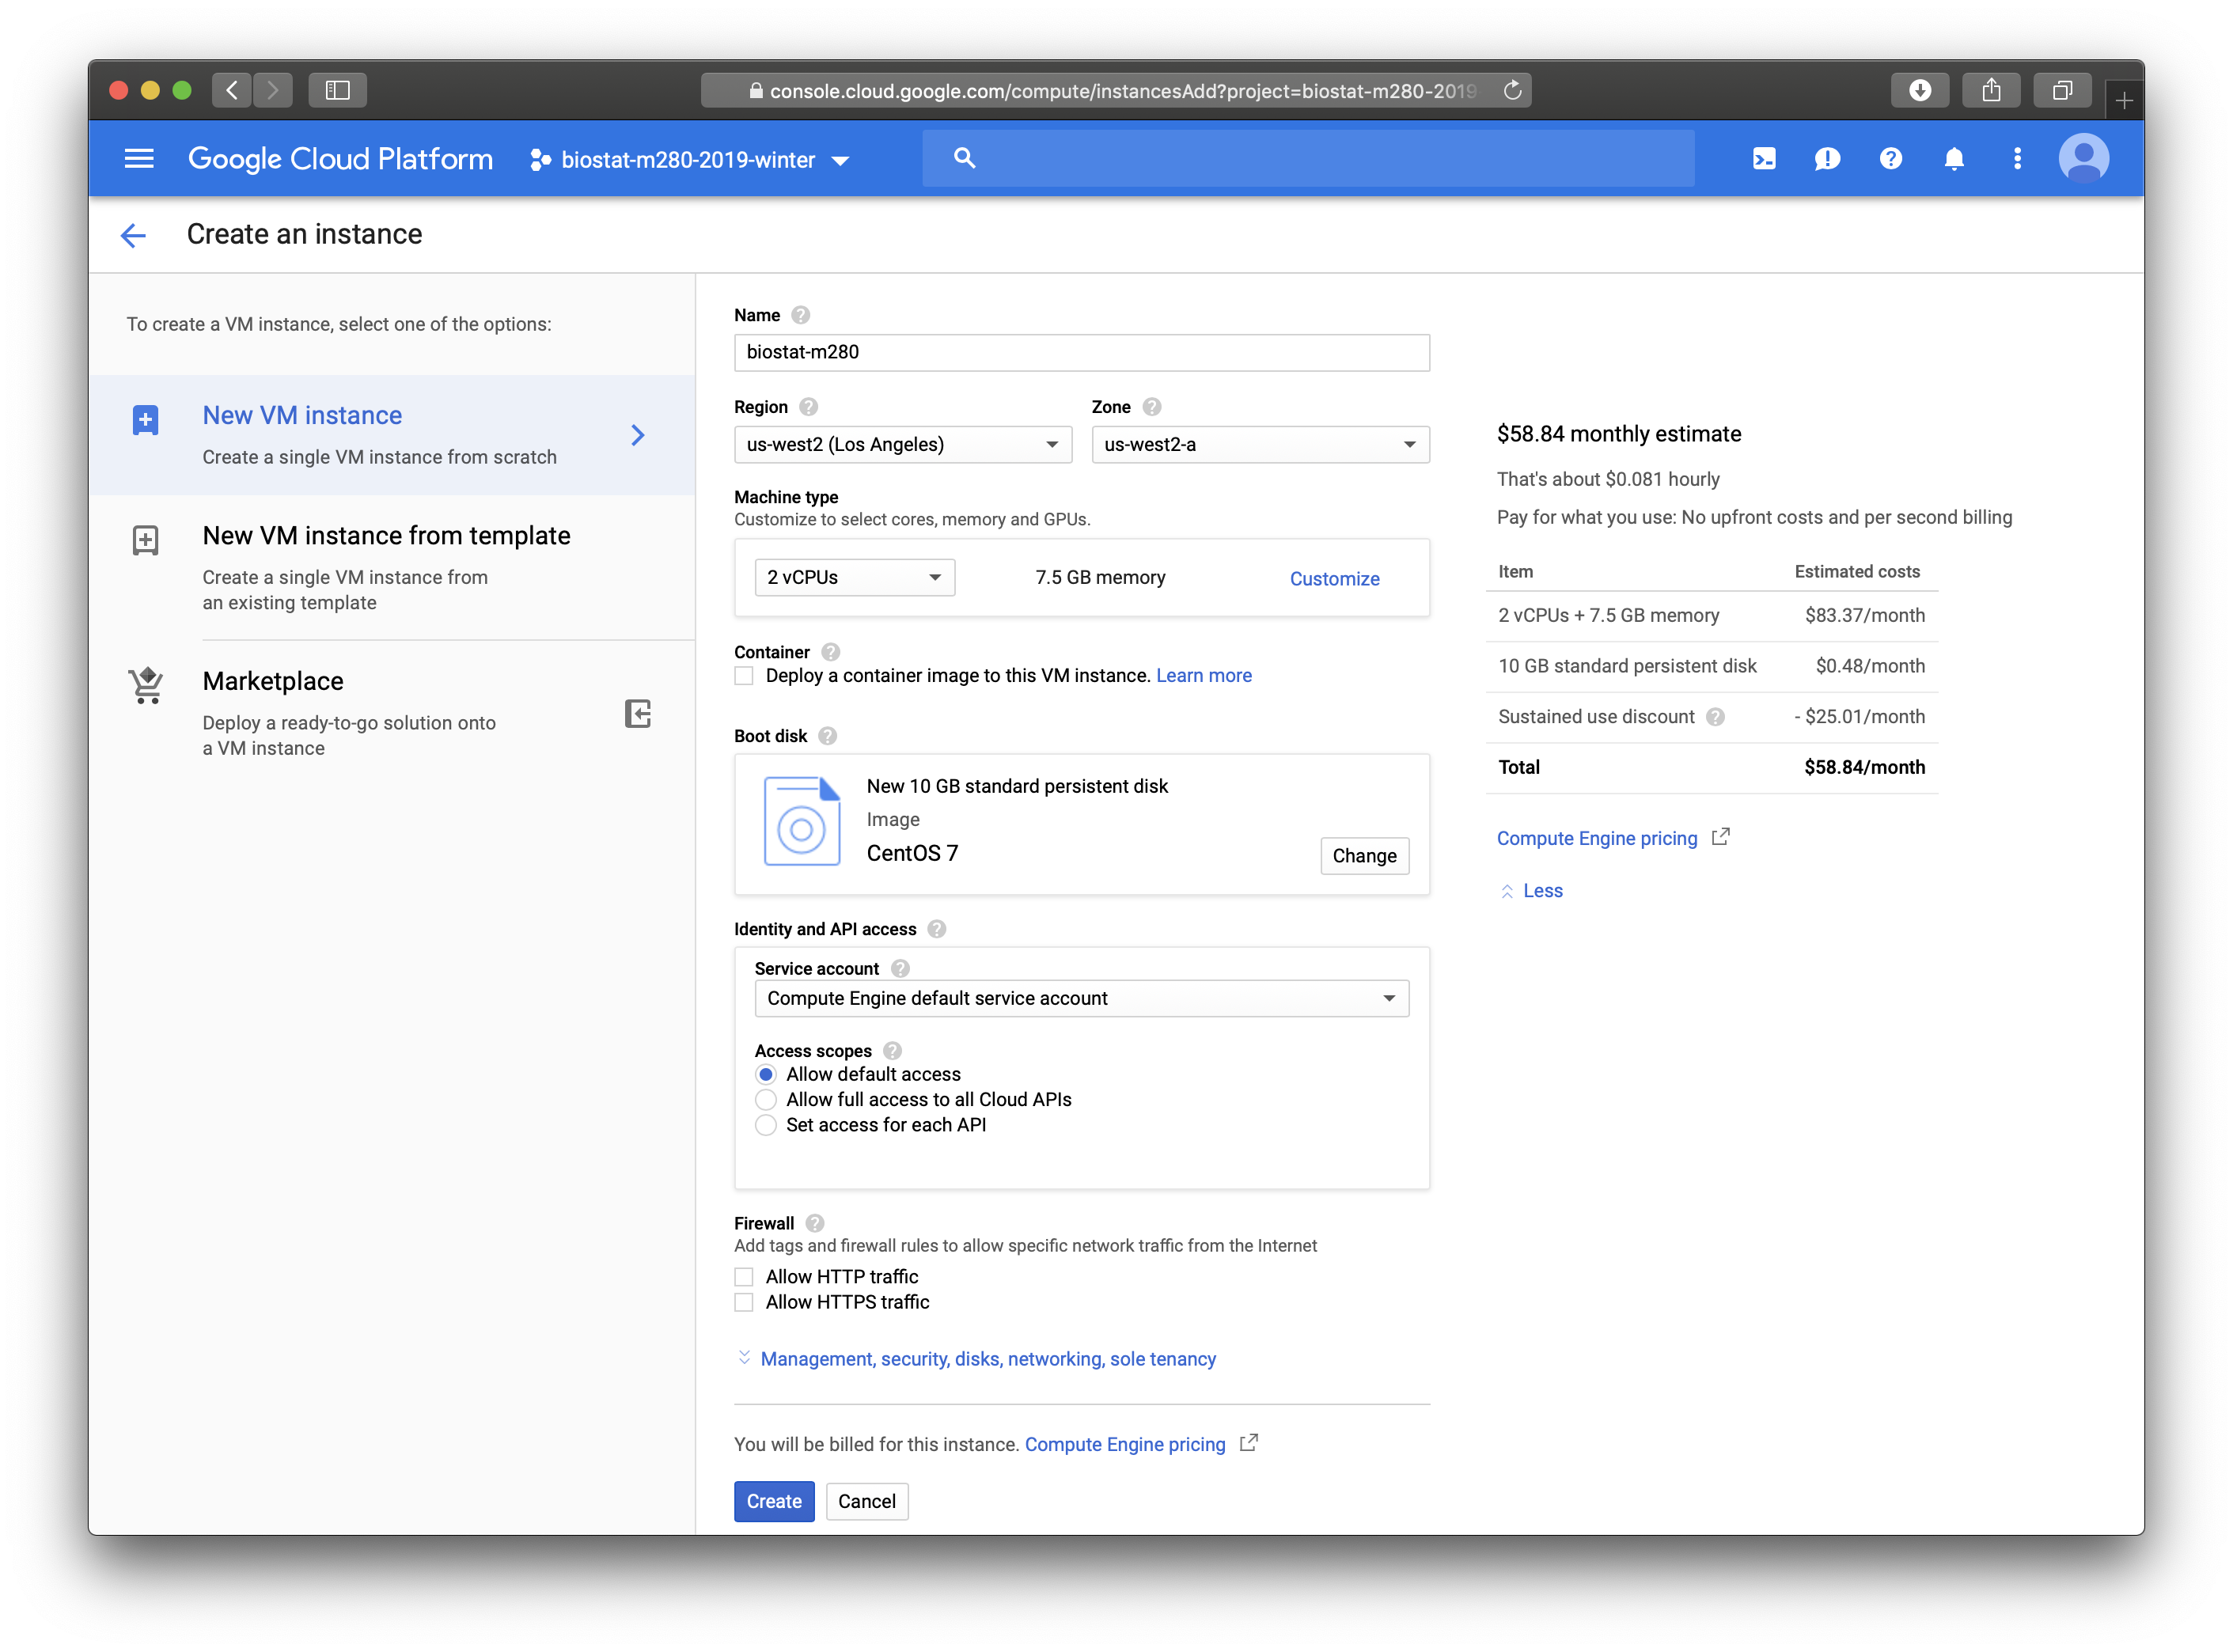 console.cloud.google.com/compute/instancesAdd?project=biostat-m280-2019
Google Cloud Platform
biostat-m280-2019-winter
Create an instance
To create a VM instance, select one of the options:
New VM instance
Create a single VM instance from scratch
New VM instance from template
Create a single VM instance from
an existing template
Marketplace
Deploy a ready-to-go solution onto
a VM instance
Name
biostat-m280
Region
Zone
us-west2 (Los Angeles)
us-west2-a
Machine type
Customize to select cores, memory and GPUs.
2 vCPUs
7.5 GB memory
Customize
Container
Deploy a container image to this VM instance. Learn more
Boot disk
New 10 GB standard persistent disk
Image
CentOS 7
Change
Identity and API access
Service account
Compute Engine default service account
Access scopes
Allow default access
Allow full access to all Cloud APIs
Set access for each API
Firewall
Add tags and firewall rules to allow specific network traffic from the Internet
Allow HTTP traffic
Allow HTTPS traffic
Management, security, disks, networking, sole tenancy
You will be billed for this instance. Compute Engine pricing
Create
Cancel
$58.84 monthly estimate
That's about $0.081 hourly
Pay for what you use: No upfront costs and per second billing
Item Estimated costs
2 vCPUs + 7.5 GB memory $83.37/month
10 GB standard persistent disk $0.48/month
Sustained use discount - $25.01/month
Total $58.84/month
Compute Engine pricing
Less